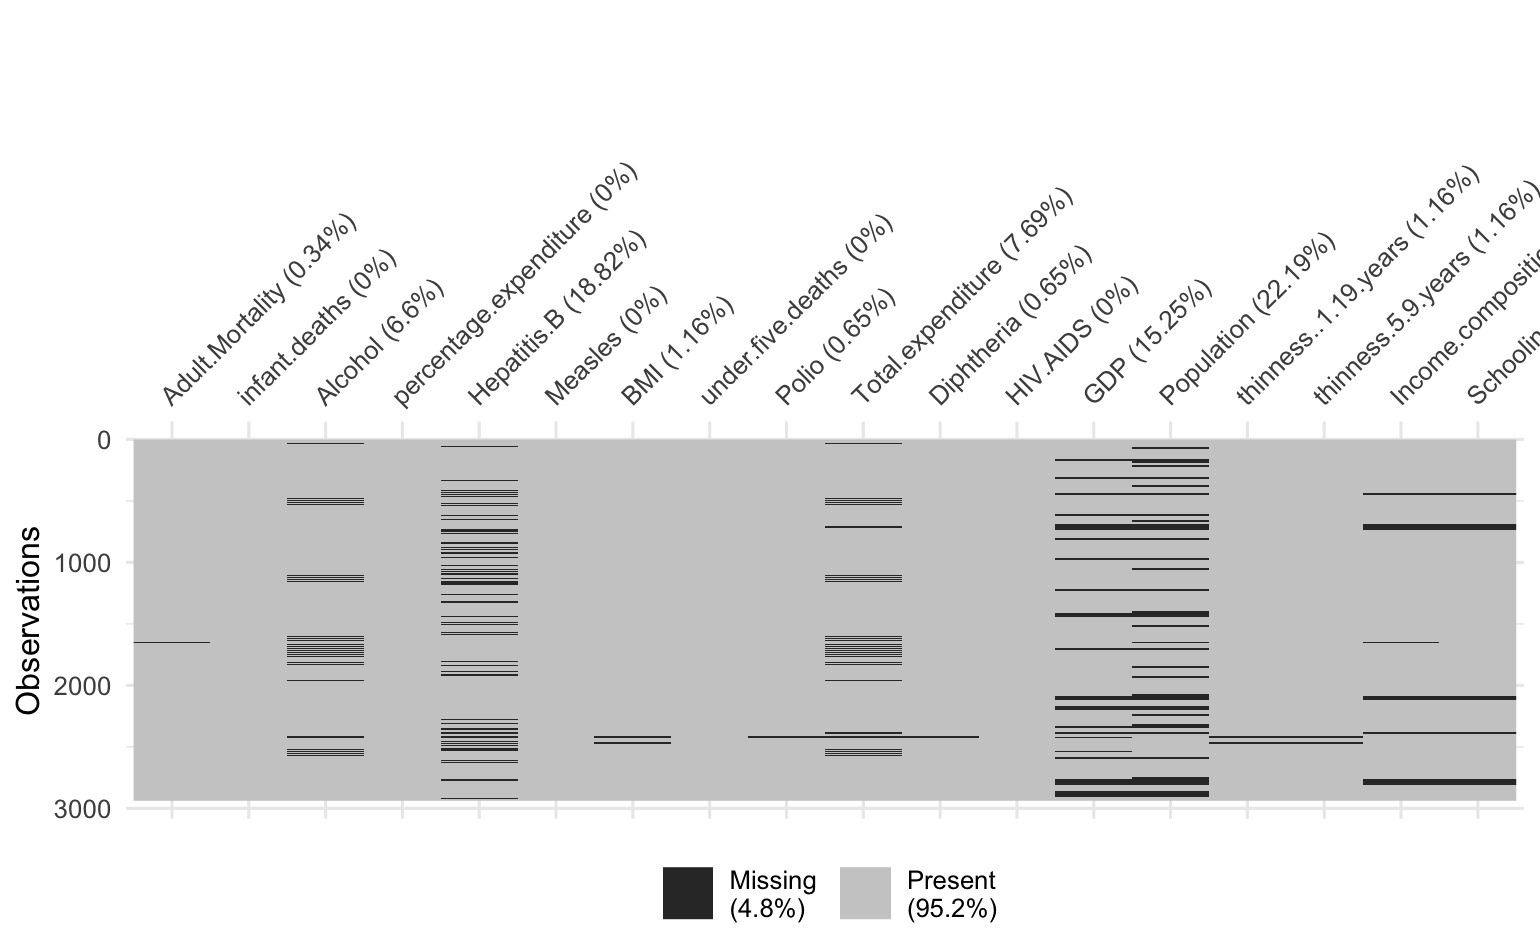 Adult.Mortality (0.34%)
infant.deaths (0%)
Alcohol (6.6%)
percentage.expenditure (0%)
Hepatitis.B (18.82%)
Measles (0%)
BMI (1.16%)
under.five.deaths (0%)
Polio (0.65%)
Total.expenditure (7.69%)
Diphtheria (0.65%)
HIV.AIDS (0%)
GDP (15.25%)
Population (22.19%)
thinness..1.19.years (1.16%)
thinness.5.9.years (1.16%)
Income.compositio
Schoolin
Observations
0
1000
2000
3000
Missing
(4.8%)
Present
(95.2%)